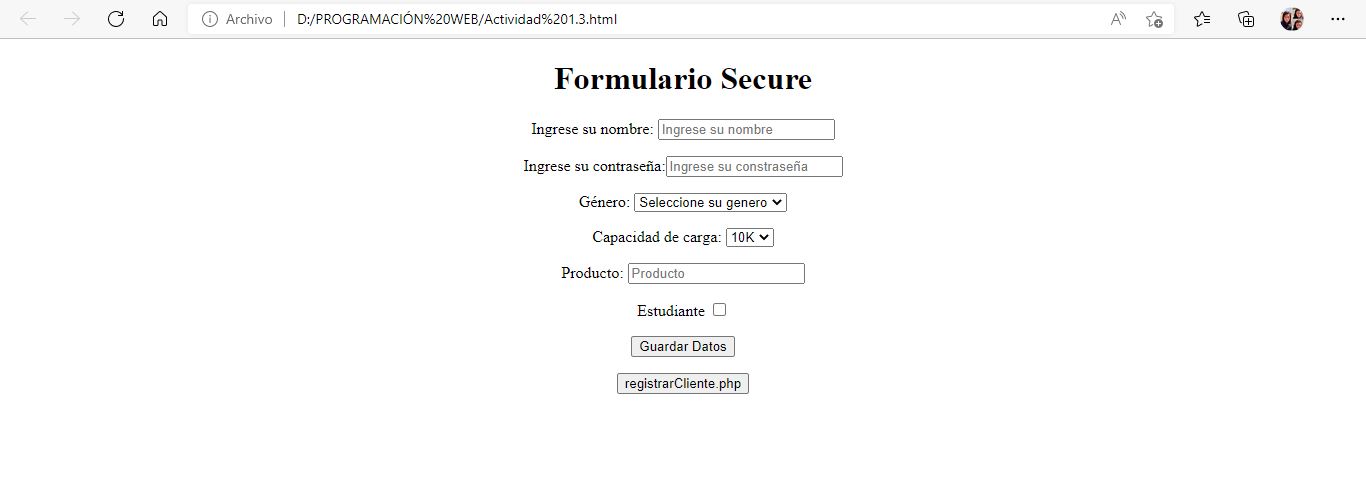 Archivo | D:/PROGRAMACIÓN%20WEB/Actividad%201.3.html
Formulario Secure
Ingrese su nombre: Ingrese su nombre
Ingrese su contraseña: Ingrese su constraseña
Género: Seleccione su genero
Capacidad de carga: 10K
Producto: Producto
Estudiante
Guardar Datos
registrarCliente.php